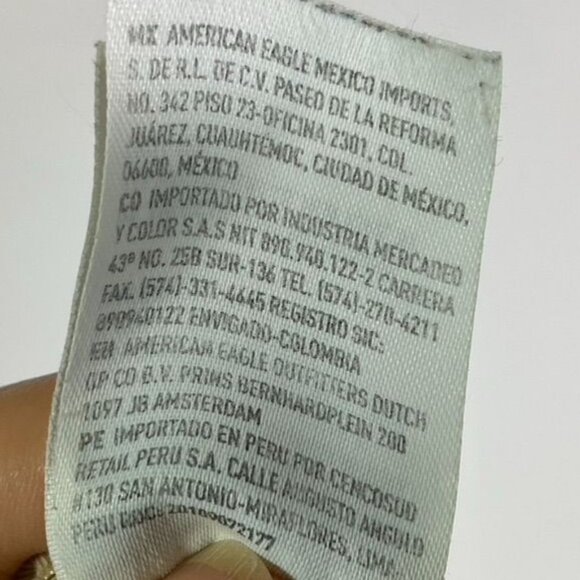 MX AMERICAN EAGLE MEXICO IMPORTS,
S. DE R.L. DE C.V. PASEO DE LA REFORMA
NO. 342 PISO 23-OFICINA 2301, COL.
JUÁREZ, CUAUHTEMOC, CIUDAD DE MÉXICO,
06600, MÉXICO
CO IMPORTADO POR INDUSTRIA MERCADEO
Y COLOR S.A.S NIT 890.940.122-2 CARRERA
43ª NO. 25B SUR-136 TEL. (574)-270-4211
FAX. (574)-331-4645 REGISTRO SIC:
890940122 ENVIGADO-COLOMBIA
AMERICAN EAGLE OUTFITTERS DUTCH
OP CO B.V. PRINS BERNHARDPLEIN 200
1097 JB AMSTERDAM
PE IMPORTADO EN PERU POR CENCOSUD
RETAIL PERU S.A. CALLE AUGUSTO ANGULO
#130 SAN ANTONIO-MIRAFLORES, LIMA,
PERU